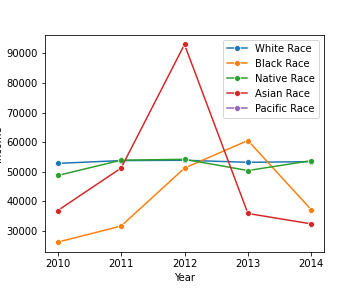 White Race
Black Race
Native Race
Asian Race
Pacific Race
90000
80000
70000
60000
50000
40000
30000
2010
2011
2012
2013
2014
Year